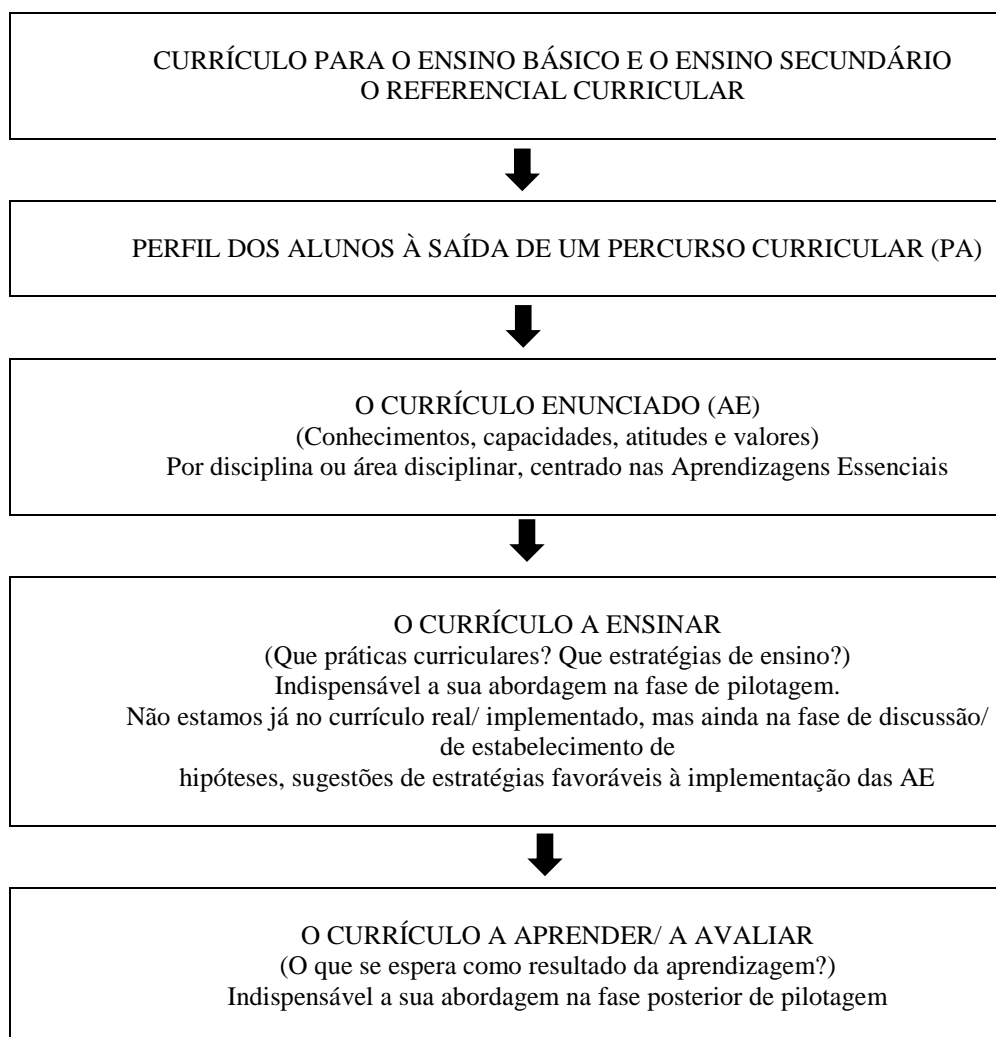 CURRÍCULO PARA O ENSINO BÁSICO E O ENSINO SECUNDÁRIO
O REFERENCIAL CURRICULAR
PERFIL DOS ALUNOS À SAÍDA DE UM PERCURSO CURRICULAR (PA)
O CURRÍCULO ENUNCIADO (AE)
(Conhecimentos, capacidades, atitudes e valores)
Por disciplina ou área disciplinar, centrado nas Aprendizagens Essenciais
O CURRÍCULO A ENSINAR
(Que práticas curriculares? Que estratégias de ensino?)
Indispensável a sua abordagem na fase de pilotagem.
Não estamos já no currículo real/ implementado, mas ainda na fase de discussão/
de estabelecimento de
hipóteses, sugestões de estratégias favoráveis à implementação das AE
O CURRÍCULO A APRENDER/ A AVALIAR
(O que se espera como resultado da aprendizagem?)
Indispensável a sua abordagem na fase posterior de pilotagem